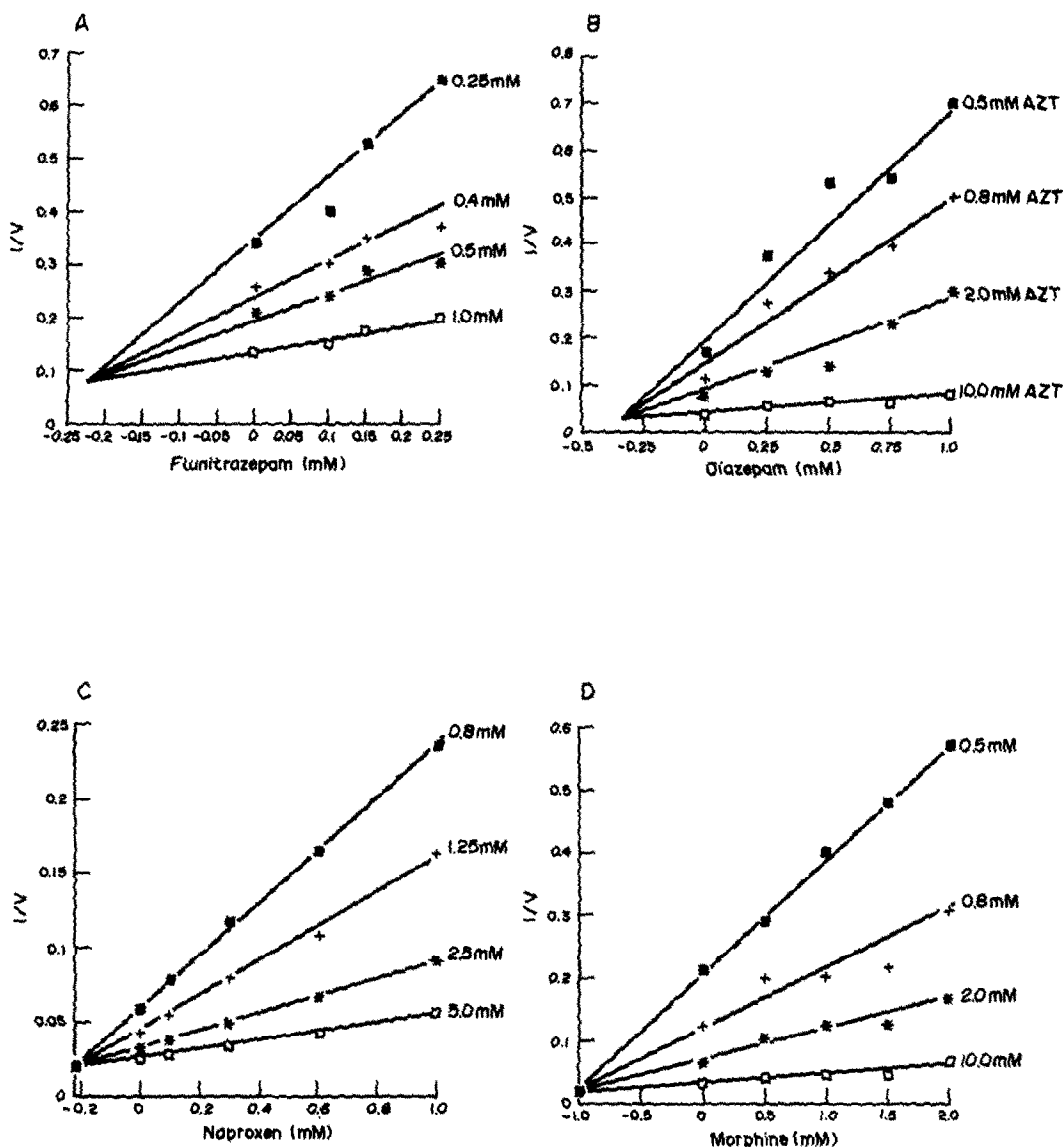 A
0.7
0.6
0.5
0.4
0.3
0.2
0.1
0
1/V
0.25mM
0.4mM
0.5mM
1.0mM
-0.25 -0.2 -0.15 -0.1 -0.05 0 0.05 0.1 0.15 0.2 0.25
Flunitrazepam (mM)
B
0.8
0.7
0.6
0.5
0.4
0.3
0.2
0.1
0
1/V
0.5mM AZT
0.8mM AZT
2.0mM AZT
10.0mM AZT
-0.5 -0.25 0 0.25 0.5 0.75 1.0
Diazepam (mM)
C
0.25
0.2
0.15
0.1
0.05
0
1/V
0.8mM
1.25mM
2.5mM
5.0mM
-0.2 0 0.2 0.4 0.6 0.8 1.0
Naproxen (mM)
D
0.6
0.5
0.4
0.3
0.2
0.1
0
1/V
0.5mM
0.8mM
2.0mM
10.0mM
-1.0 -0.5 0 0.5 1.0 1.5 2.0
Morphine (mM)